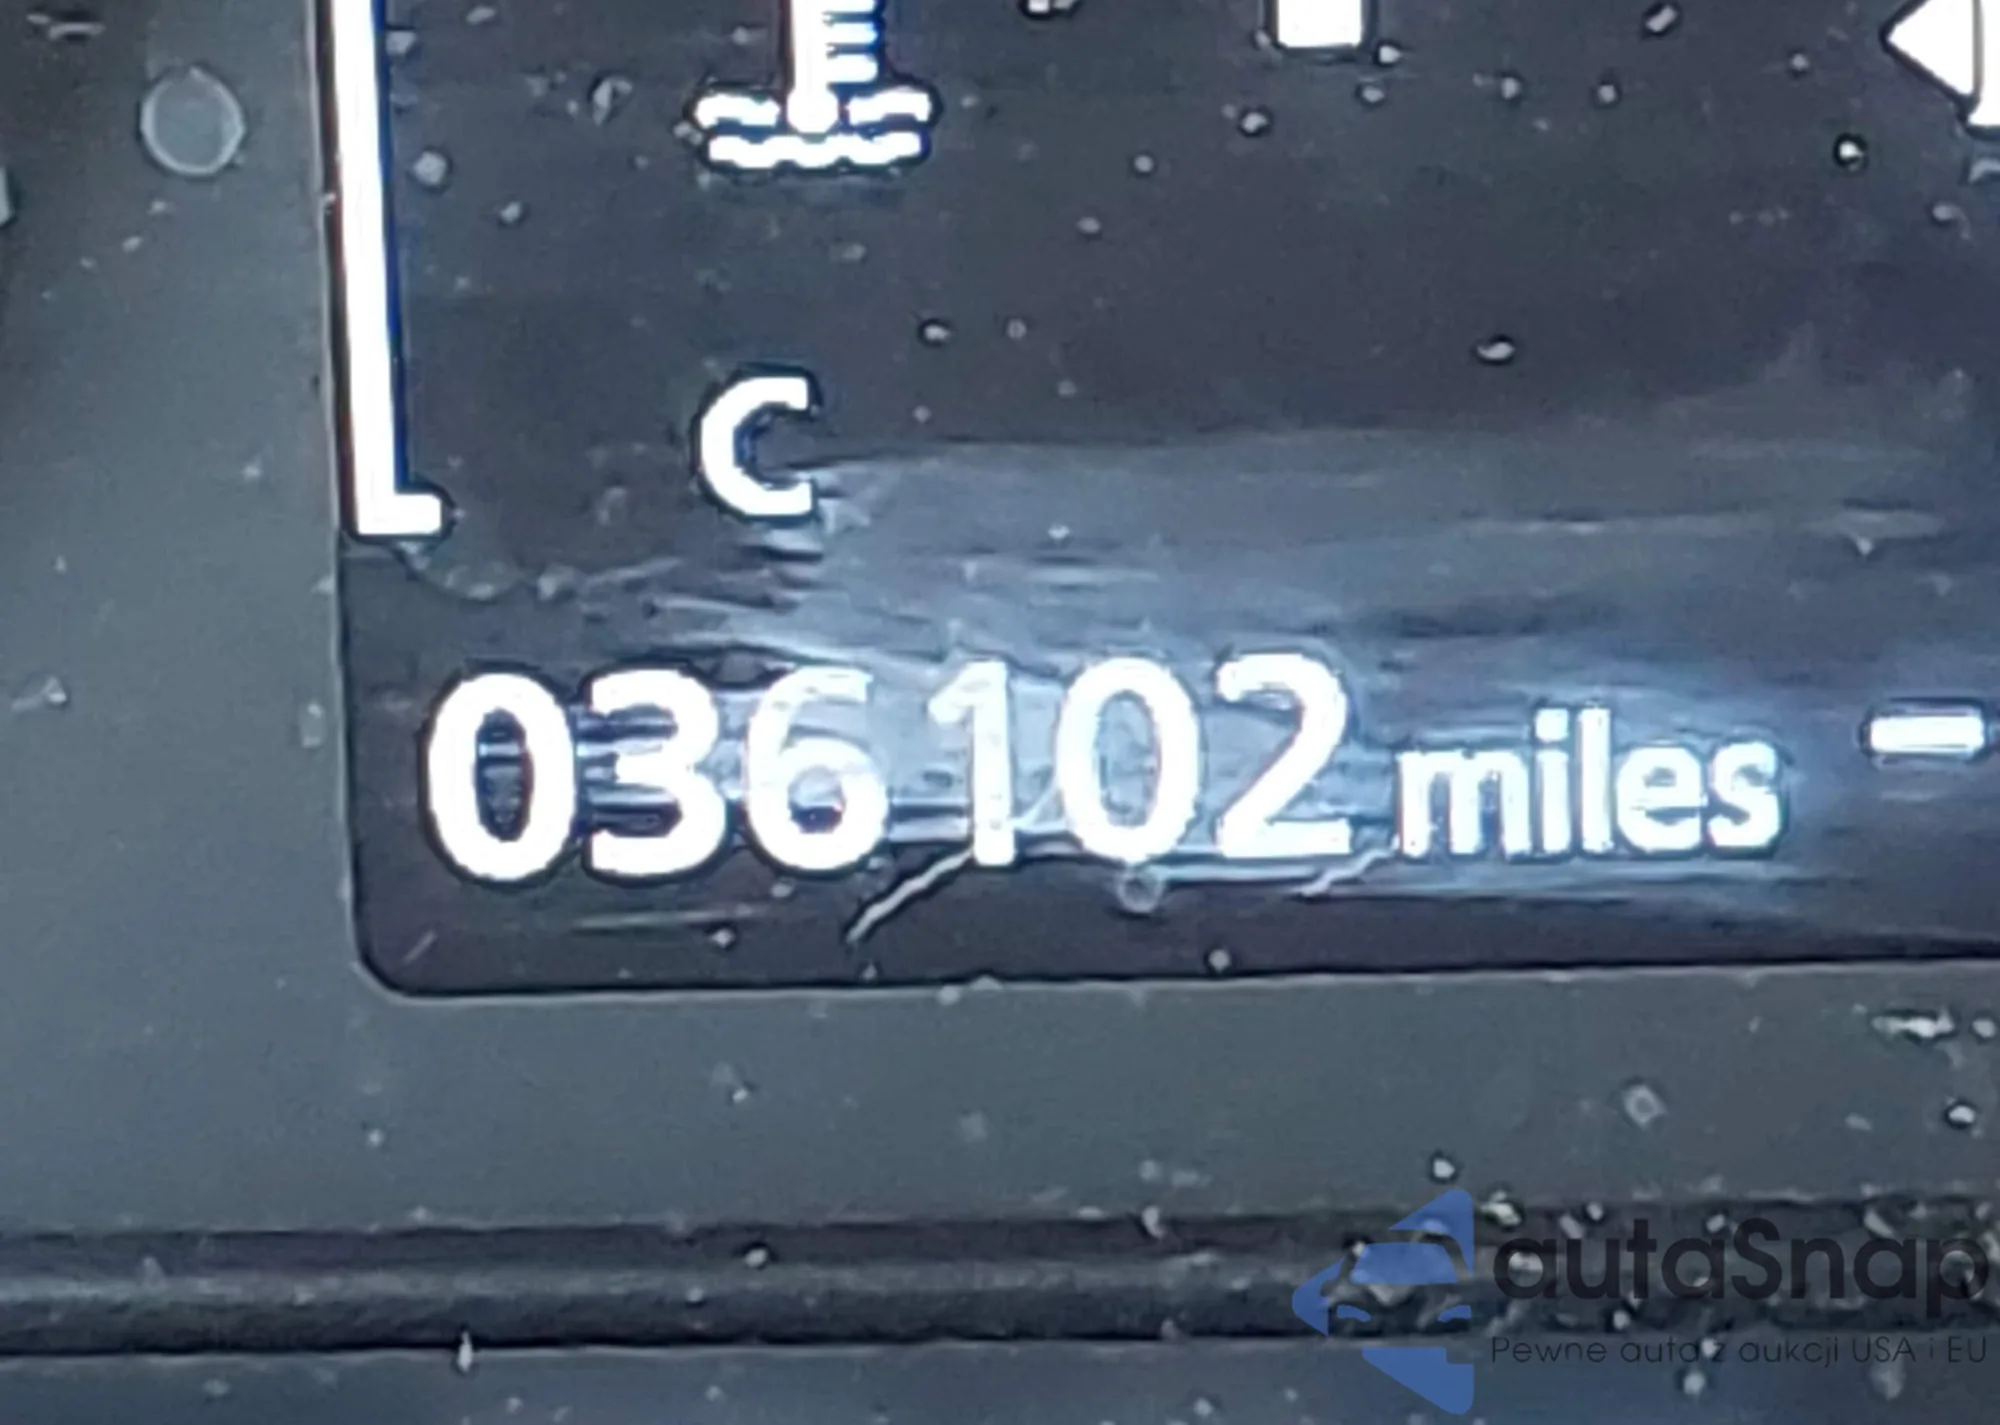 C
036102 miles
autaSnap
Pewne auta z aukcji USA i EU